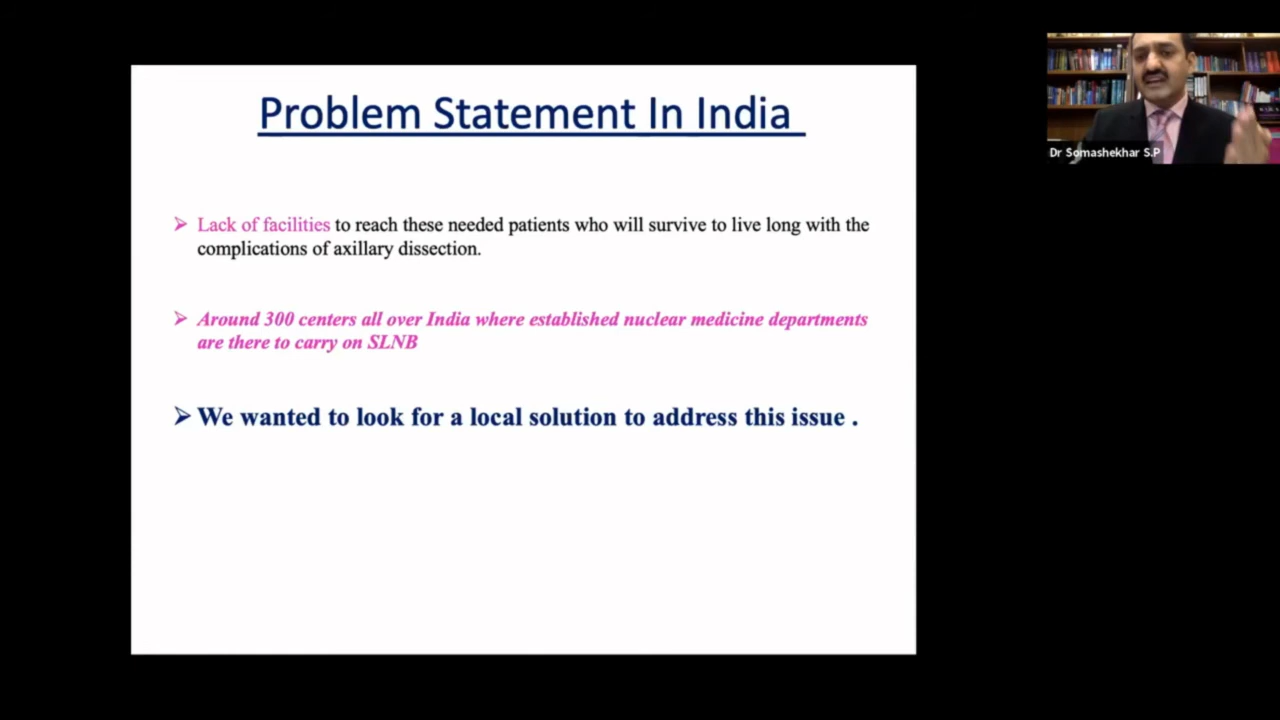 Problem Statement In India
Dr Somashekhar S.P
➢ Lack of facilities to reach these needed patients who will survive to live long with the
complications of axillary dissection.
➢ Around 300 centers all over India where established nuclear medicine departments
are there to carry on SLNB
➢ We wanted to look for a local solution to address this issue .